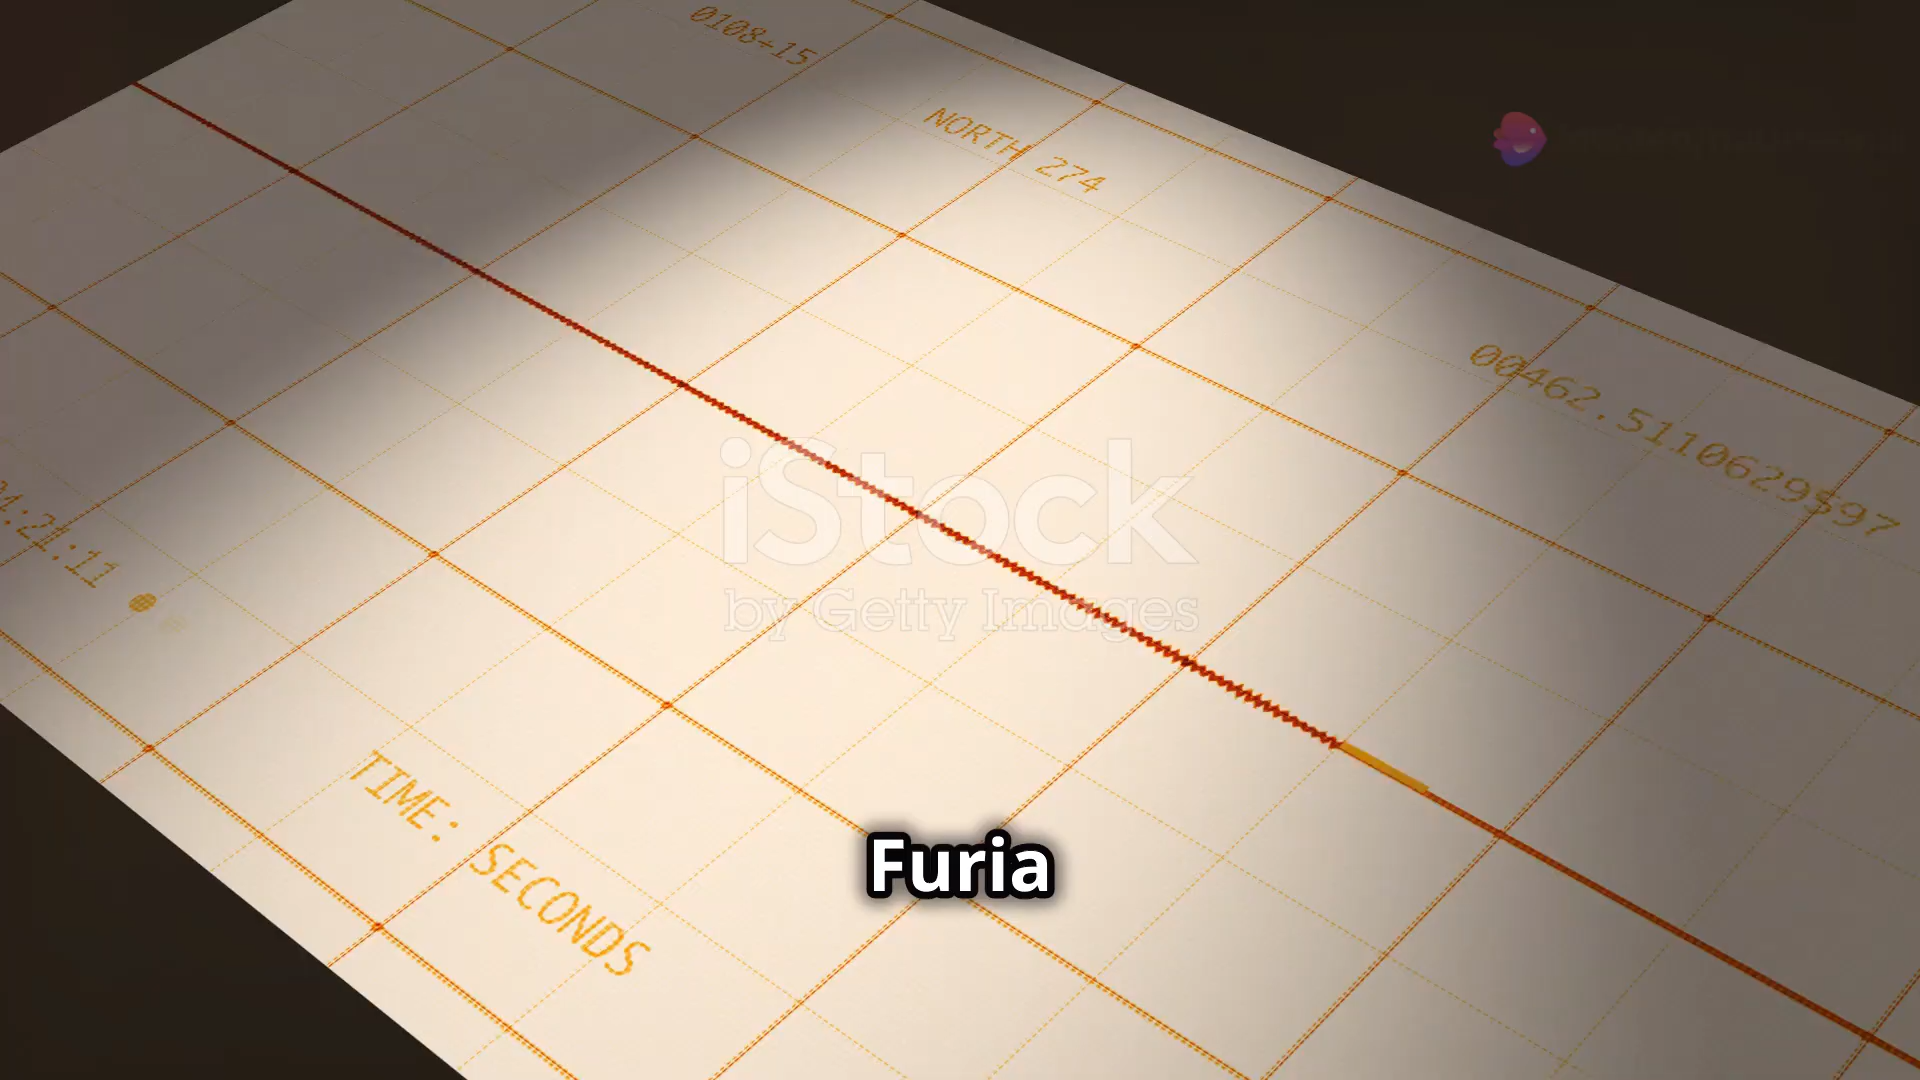 0108+15
NORTH 274
00462.5110629597
4:21:11
iStock
by Getty Images
TIME: SECONDS
Furia